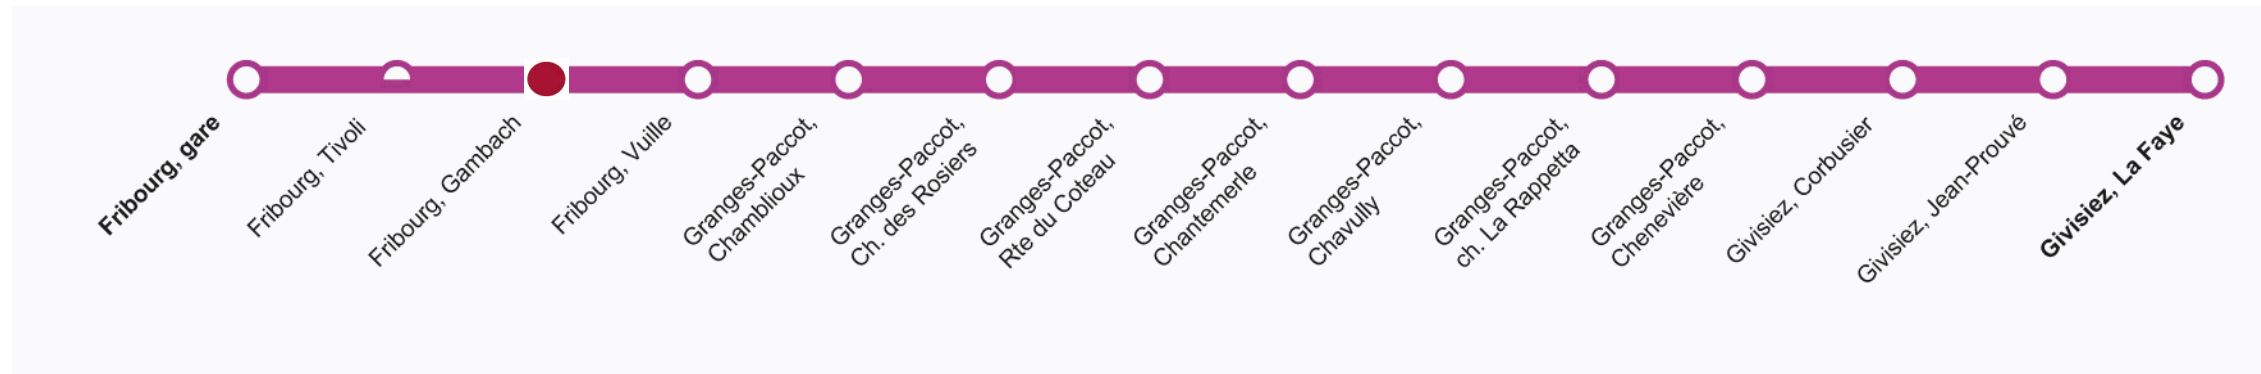 Fribourg, gare
Fribourg, Tivoli
Fribourg, Gambach
Fribourg, Vuille
Granges-Paccot,
Chamblioux
Granges-Paccot,
Ch. des Rosiers
Granges-Paccot,
Rte du Coteau
Granges-Paccot,
Chantemerle
Granges-Paccot,
Chavully
Granges-Paccot,
ch. La Rappetta
Granges-Paccot,
Chenevière
Givisiez, Corbusier
Givisiez, Jean-Prouvé
Givisiez, La Faye